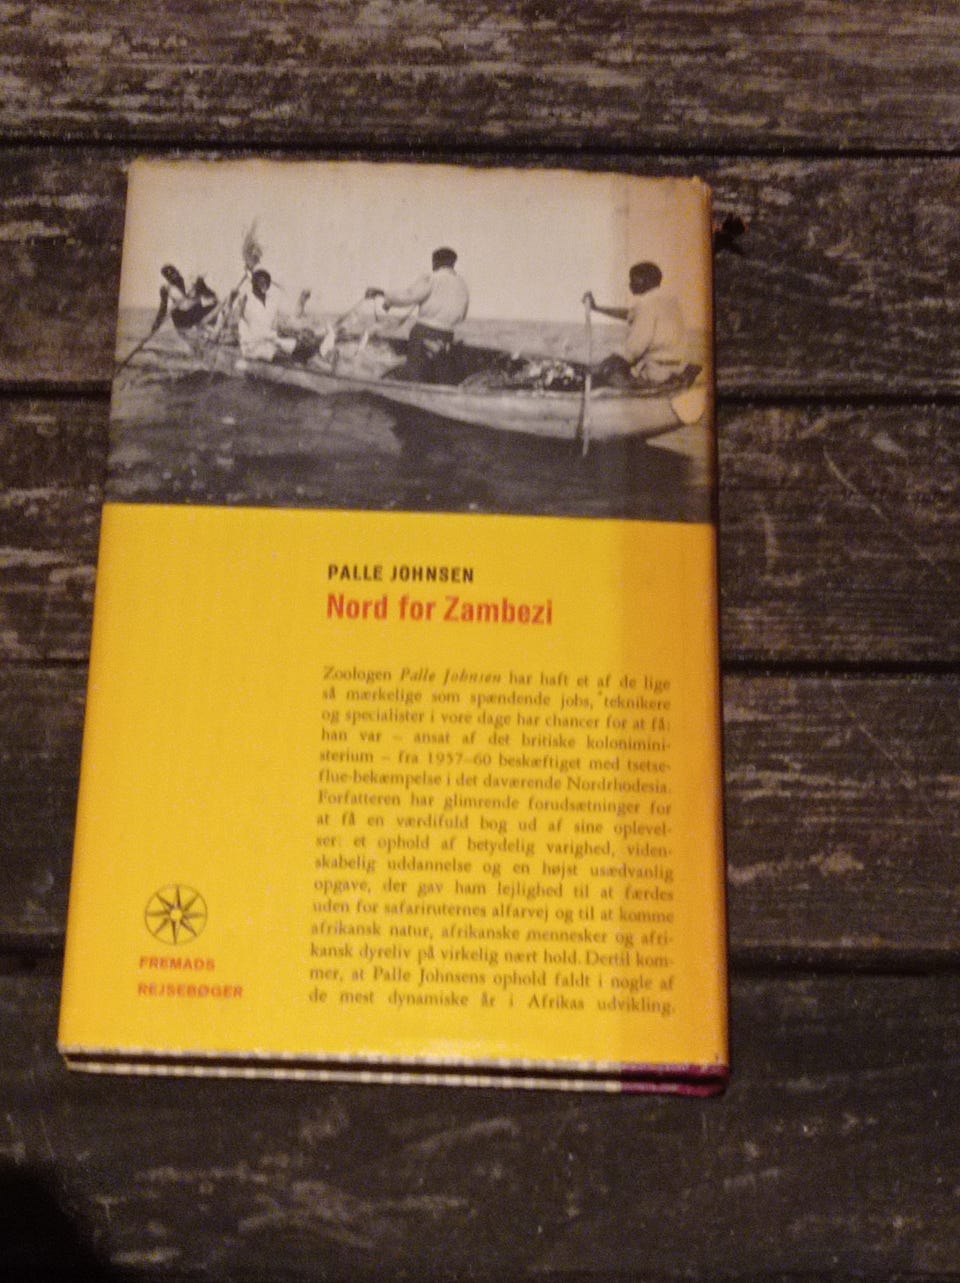 PALLE JOHNSEN
Nord for Zambezi
Zoologen Palle Johnsen har haft et af de lige
så mærkelige som spændende jobs, teknikere
og specialister i vore dage har chancer for at få:
han var – ansat af det britiske kolonimini-
sterium – fra 1957–60 beskæftiget med tsetse-
flue-bekæmpelse i det daværende Nordrhodesia.
Forfatteren har glimrende forudsætninger for
at få en værdifuld bog ud af sine oplevel-
ser: et ophold af betydelig varighed, viden-
skabelig uddannelse og en højst usædvanlig
opgave, der gav ham lejlighed til at færdes
uden for safariruternes alfarvej og til at komme
afrikansk natur, afrikanske mennesker og afri-
kansk dyreliv på virkelig nært hold. Dertil kom-
mer, at Palle Johnsens ophold faldt i nogle af
de mest dynamiske år i Afrikas udvikling.
FREMADS
REJSEBØGER